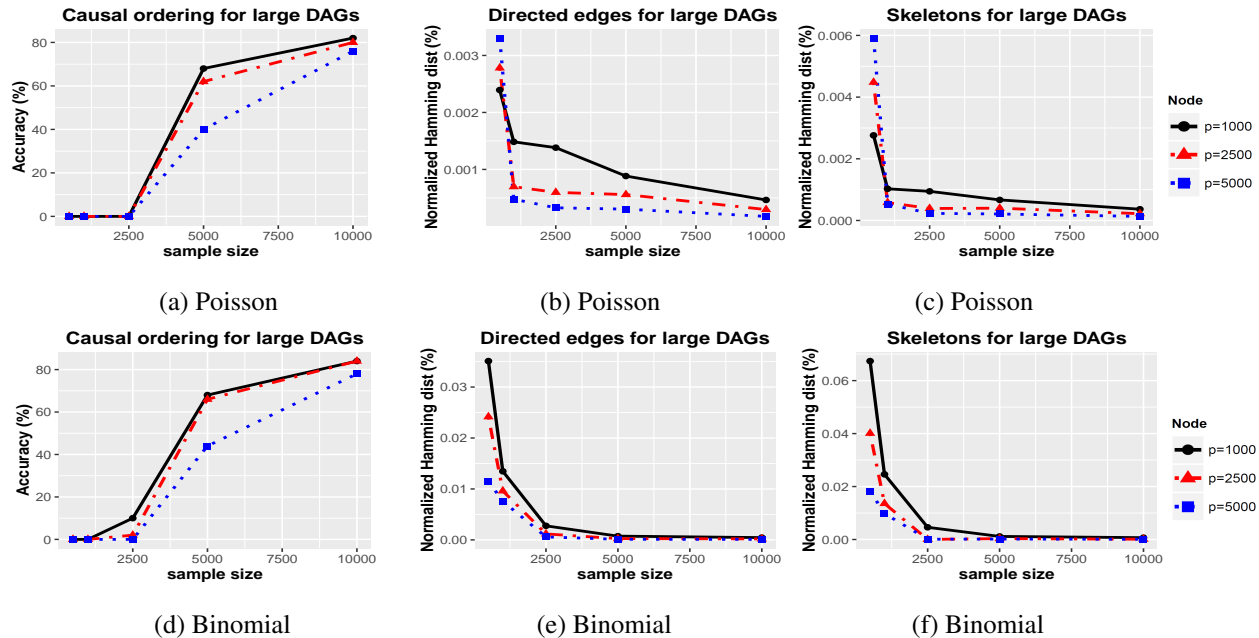 Causal ordering for large DAGs
Accuracy (%)
80
60
40
20
0
2500 5000 7500 10000
sample size
(a) Poisson
Directed edges for large DAGs
Normalized Hamming dist (%)
0.003
0.002
0.001
2500 5000 7500 10000
sample size
(b) Poisson
Skeletons for large DAGs
Normalized Hamming dist (%)
0.006
0.004
0.002
0.000
2500 5000 7500 10000
sample size
(c) Poisson
Node
p=1000
p=2500
p=5000
Causal ordering for large DAGs
Accuracy (%)
80
60
40
20
0
2500 5000 7500 10000
sample size
(d) Binomial
Directed edges for large DAGs
Normalized Hamming dist (%)
0.03
0.02
0.01
0.00
2500 5000 7500 10000
sample size
(e) Binomial
Skeletons for large DAGs
Normalized Hamming dist (%)
0.06
0.04
0.02
0.00
2500 5000 7500 10000
sample size
(f) Binomial
Node
p=1000
p=2500
p=5000